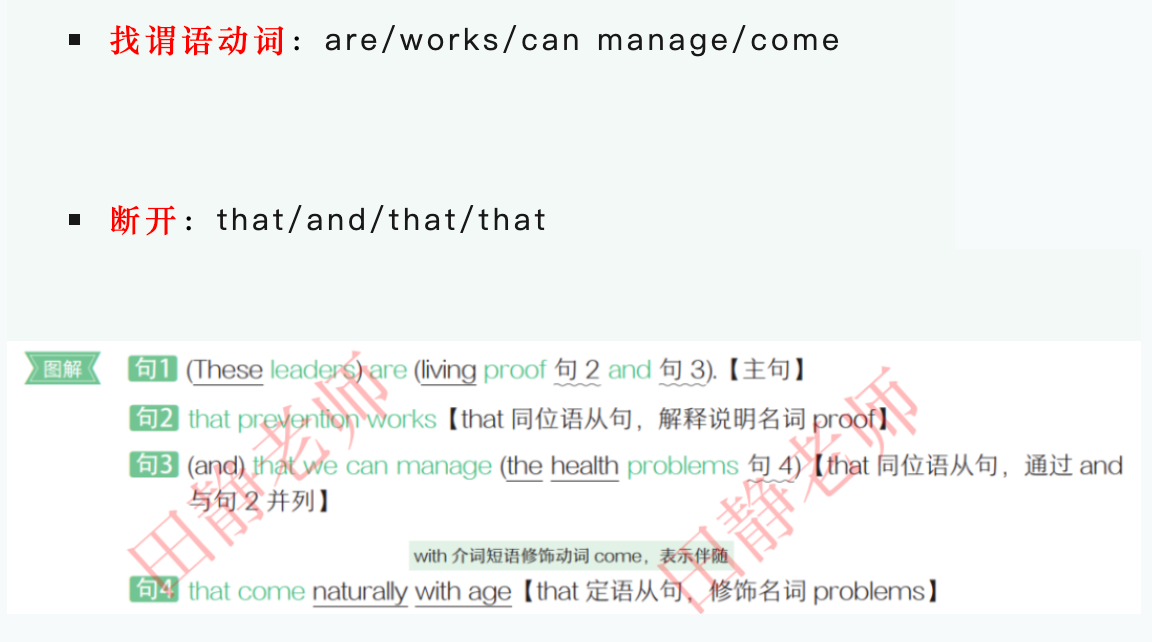 ▪ 找谓语动词：are/works/can manage/come
▪ 断开：that/and/that/that
图解 句1 (These leaders) are (living proof 句 2 and 句 3).【主句】
句2 that prevention works【that 同位语从句，解释说明名词 proof】
句3 (and) that we can manage (the health problems 句 4)【that 同位语从句，通过 and
与句 2 并列】
with 介词短语修饰动词 come，表示伴随
句4 that come naturally with age【that 定语从句，修饰名词 problems】
田静老师
田静老师